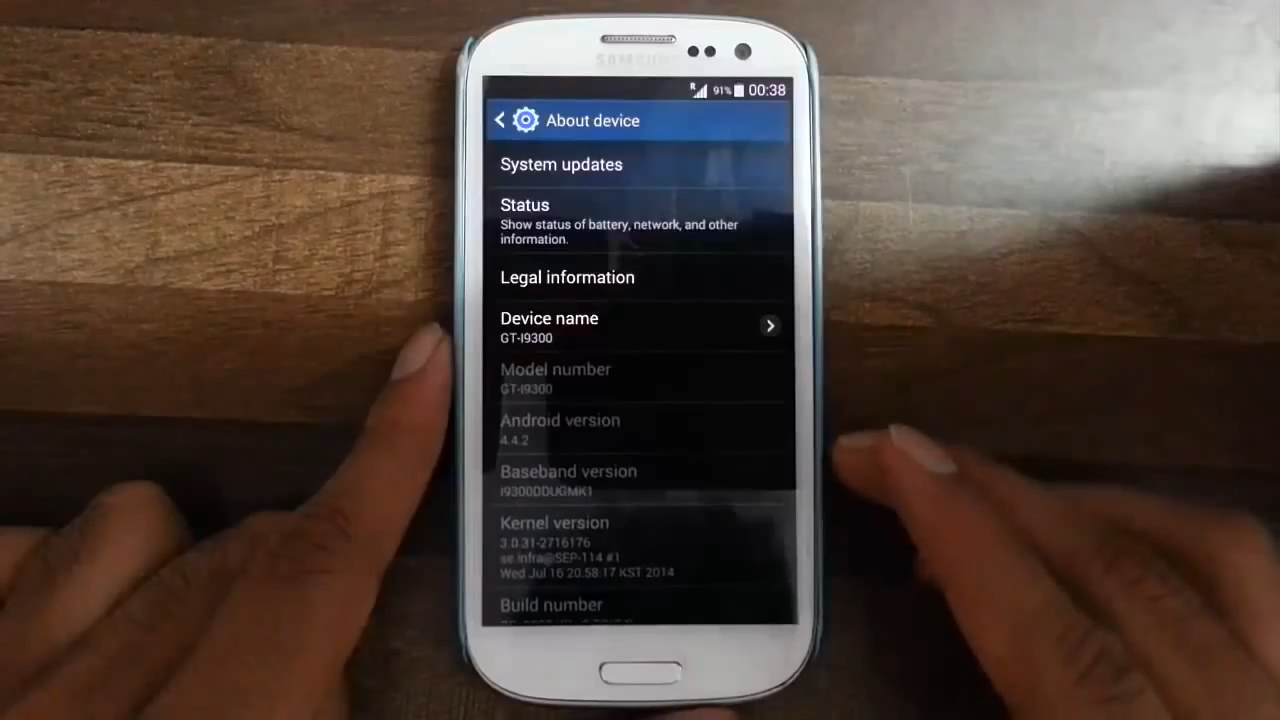 SAMSUNG
R 91% 00:38
About device
System updates
Status
Show status of battery, network, and other
information.
Legal information
Device name
GT-I9300
Model number
GT-I9300
Android version
4.4.2
Baseband version
I9300DDUGMK1
Kernel version
3.0.31-2716176
se.infra@SEP-114 #1
Wed Jul 16 20:58:17 KST 2014
Build number